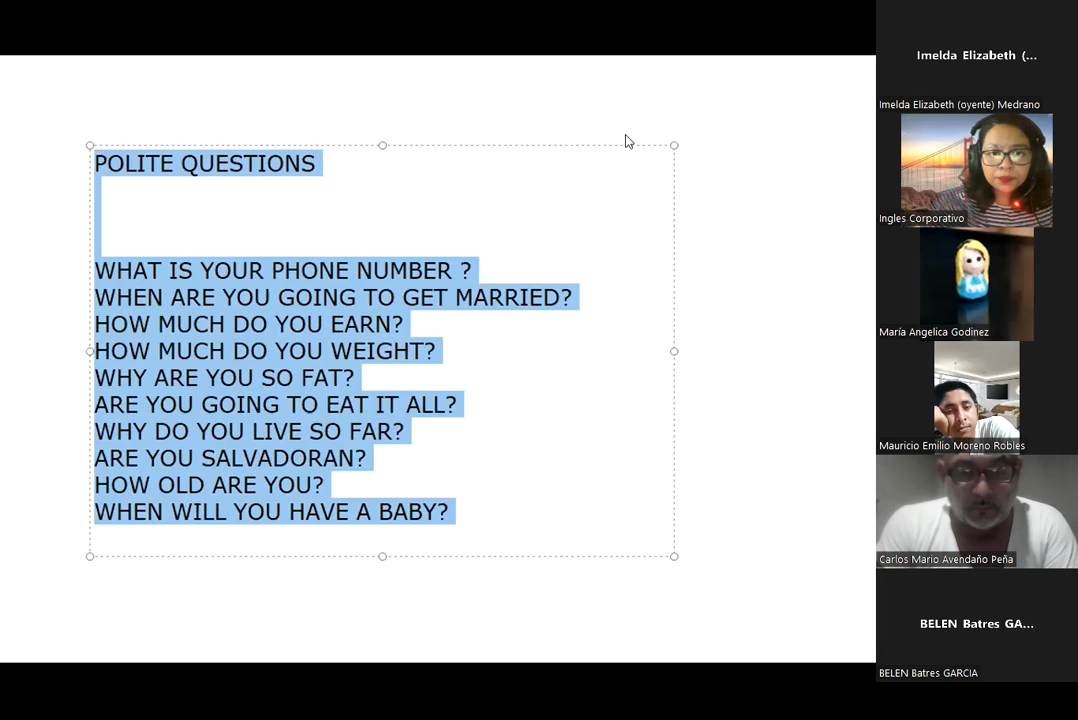 POLITE QUESTIONS
WHAT IS YOUR PHONE NUMBER ?
WHEN ARE YOU GOING TO GET MARRIED?
HOW MUCH DO YOU EARN?
HOW MUCH DO YOU WEIGHT?
WHY ARE YOU SO FAT?
ARE YOU GOING TO EAT IT ALL?
WHY DO YOU LIVE SO FAR?
ARE YOU SALVADORAN?
HOW OLD ARE YOU?
WHEN WILL YOU HAVE A BABY?
Imelda Elizabeth (...
Imelda Elizabeth (oyente) Medrano
Ingles Corporativo
María Angelica Godinez
Mauricio Emilio Moreno Robles
Carlos Mario Avendaño Peña
BELEN Batres GA...
BELEN Batres GARCIA